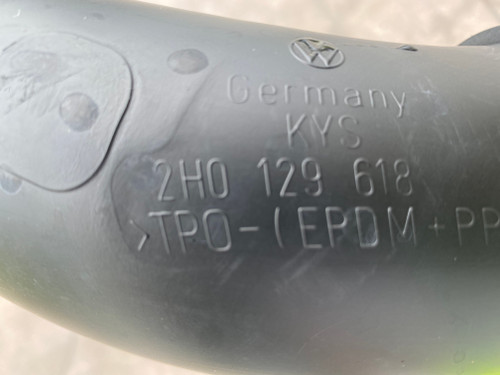 Germany
KYS
2H0 129 618
>TPO-(EPDM+PP